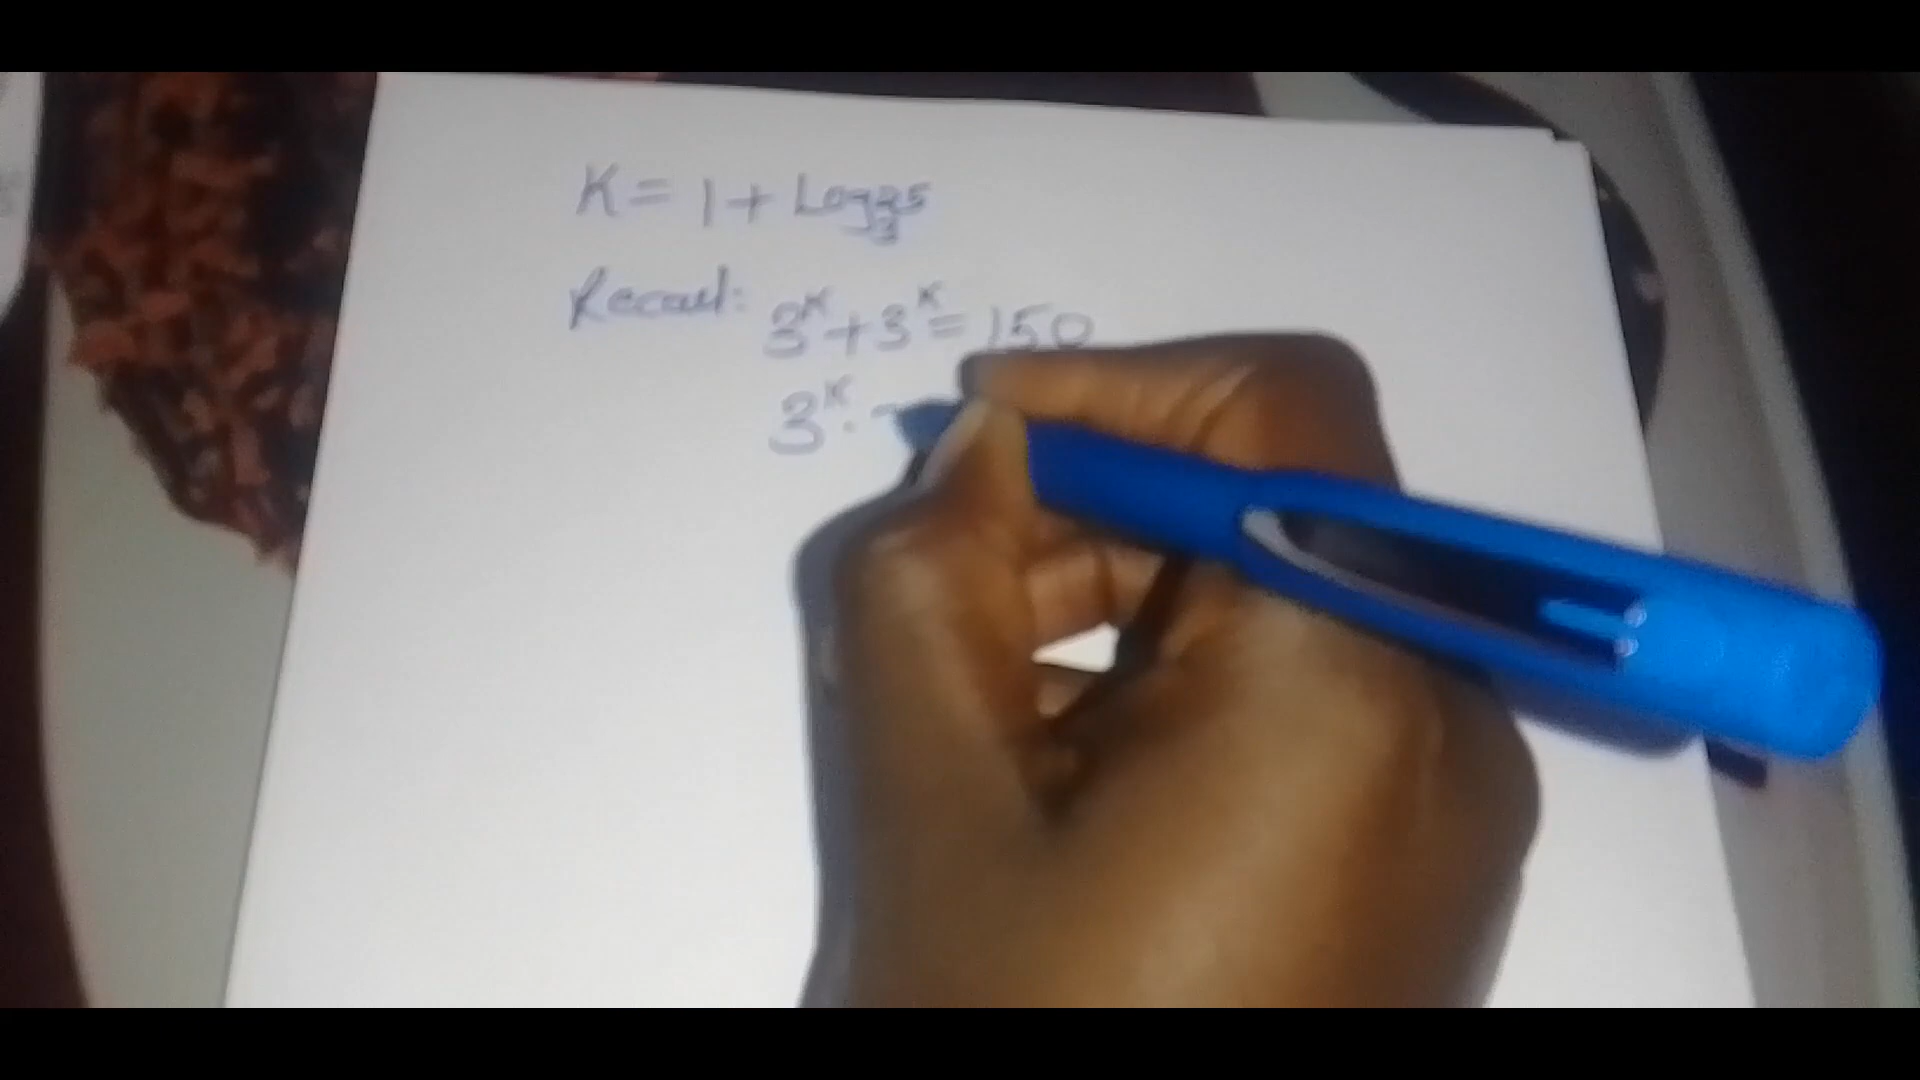 K = 1 + Log₃25
Recall: 3ᴷ + 3ᴷ = 150
3ᴷ ·